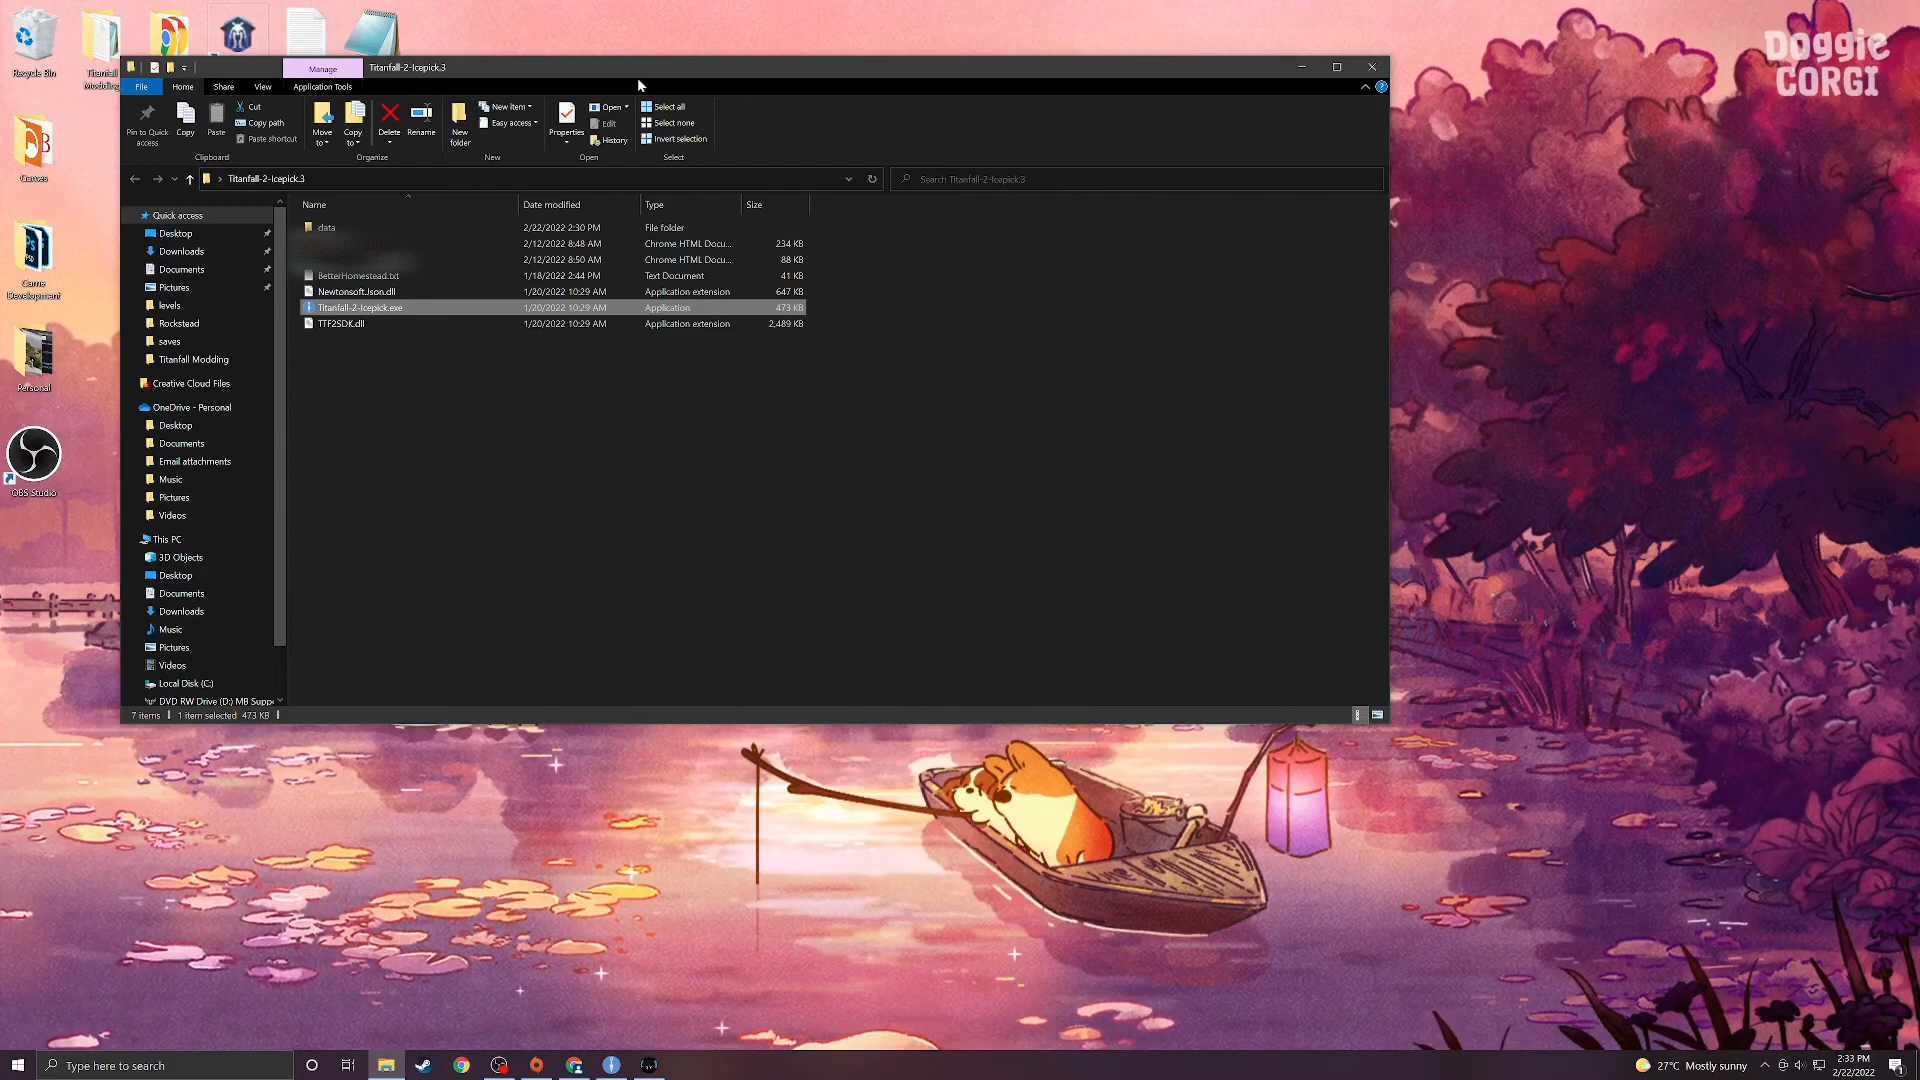 Doggie
CORGI
Recycle Bin
Titanfall
Modding
Games
Game
Development
Personal
OBS Studio
Manage
Titanfall-2-Icepick.3
File
Home
Share
View
Application Tools
Pin to Quick
access
Copy
Paste
Cut
Copy path
Paste shortcut
Clipboard
Move
to
Copy
to
Delete
Rename
Organize
New
folder
New item
Easy access
New
Properties
Open
Edit
History
Open
Select all
Select none
Invert selection
Select
Titanfall-2-Icepick.3
Search Titanfall-2-Icepick.3
Name Date modified Type Size
data 2/22/2022 2:30 PM File folder
2/12/2022 8:48 AM Chrome HTML Docu... 234 KB
2/12/2022 8:50 AM Chrome HTML Docu... 88 KB
BetterHomestead.txt 1/18/2022 2:44 PM Text Document 41 KB
Newtonsoft.Json.dll 1/20/2022 10:29 AM Application extension 647 KB
Titanfall-2-Icepick.exe 1/20/2022 10:29 AM Application 473 KB
TTF2SDK.dll 1/20/2022 10:29 AM Application extension 2,489 KB
Quick access
Desktop
Downloads
Documents
Pictures
levels
Rockstead
saves
Titanfall Modding
Creative Cloud Files
OneDrive - Personal
Desktop
Documents
Email attachments
Music
Pictures
Videos
This PC
3D Objects
Desktop
Documents
Downloads
Music
Pictures
Videos
Local Disk (C:)
DVD RW Drive (D:) MB Supp
7 items 1 item selected 473 KB
Type here to search
27°C Mostly sunny
2:33 PM
2/22/2022
1